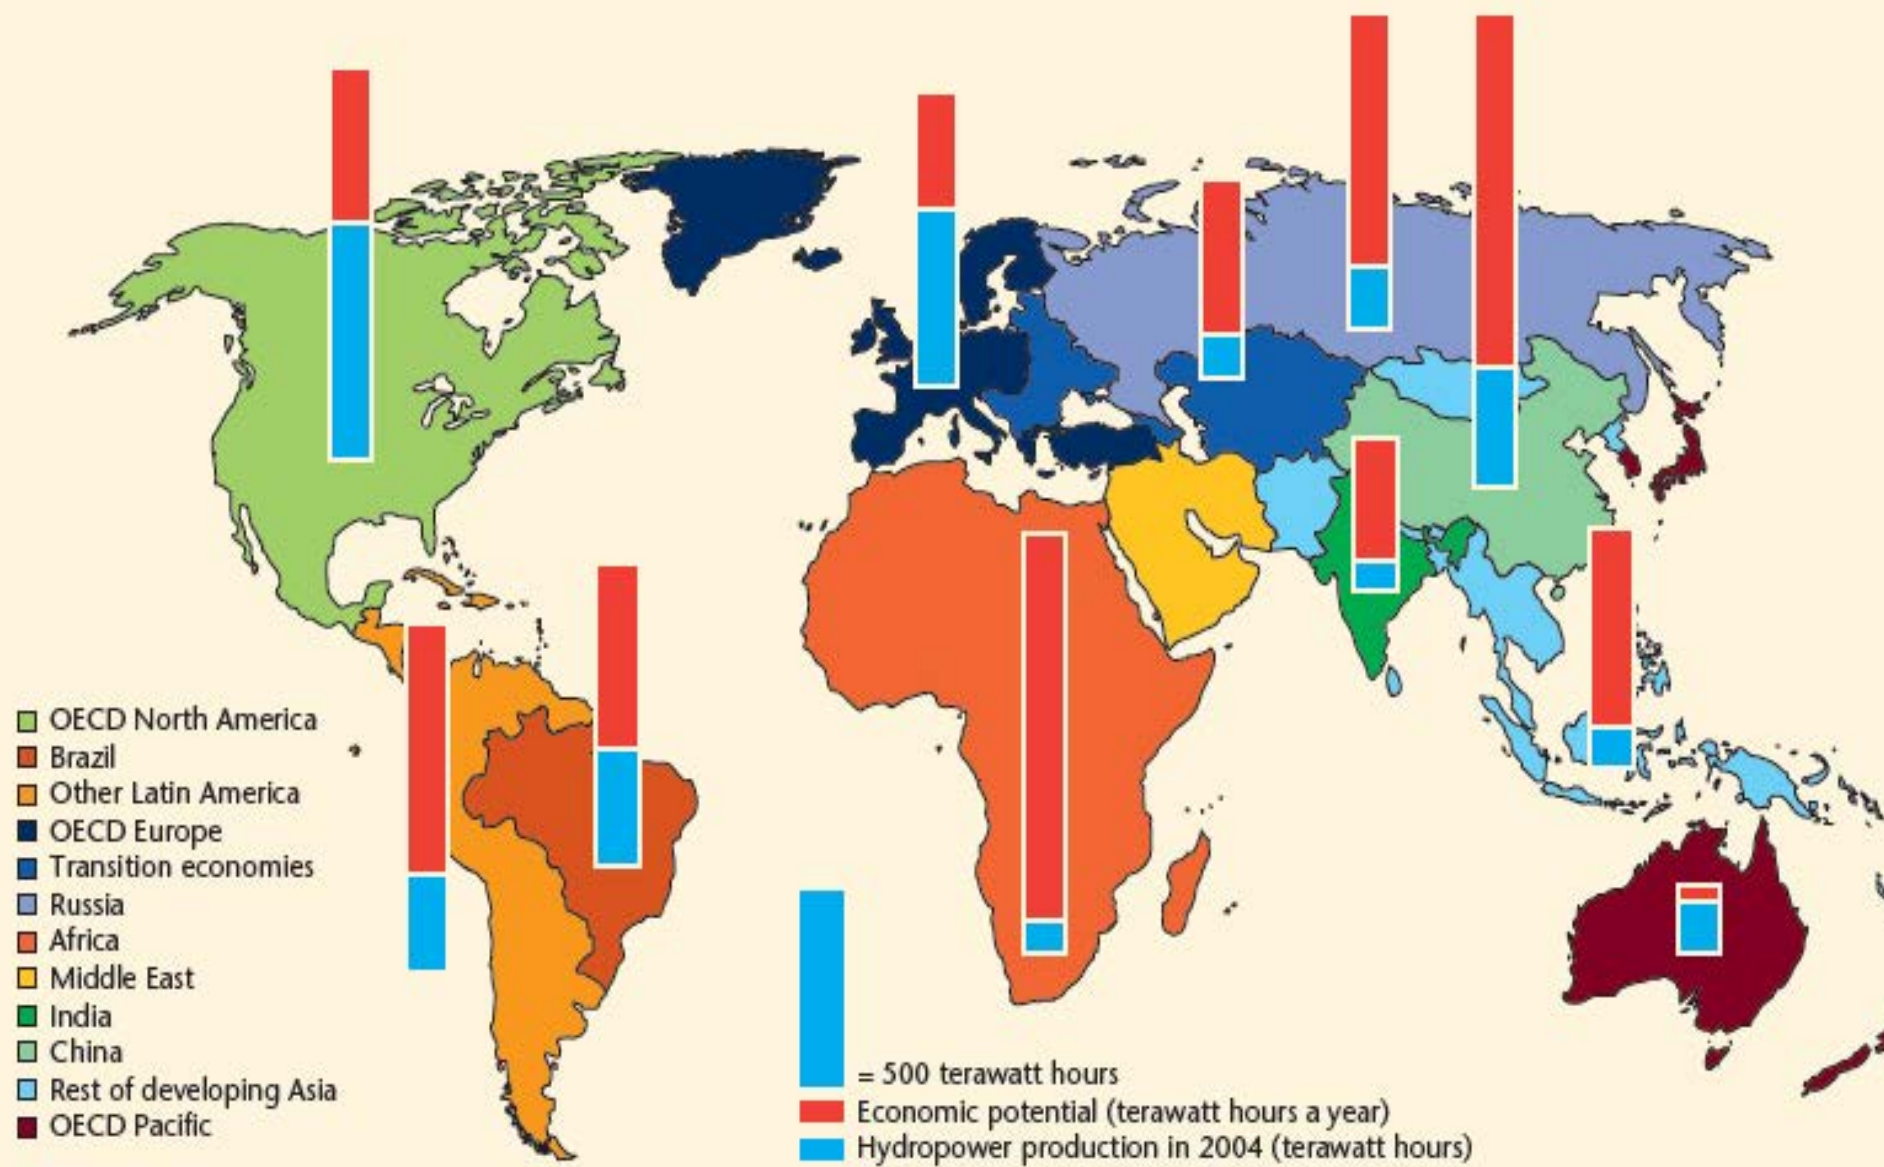 OECD North America
Brazil
Other Latin America
OECD Europe
Transition economies
Russia
Africa
Middle East
India
China
Rest of developing Asia
OECD Pacific
= 500 terawatt hours
Economic potential (terawatt hours a year)
Hydropower production in 2004 (terawatt hours)